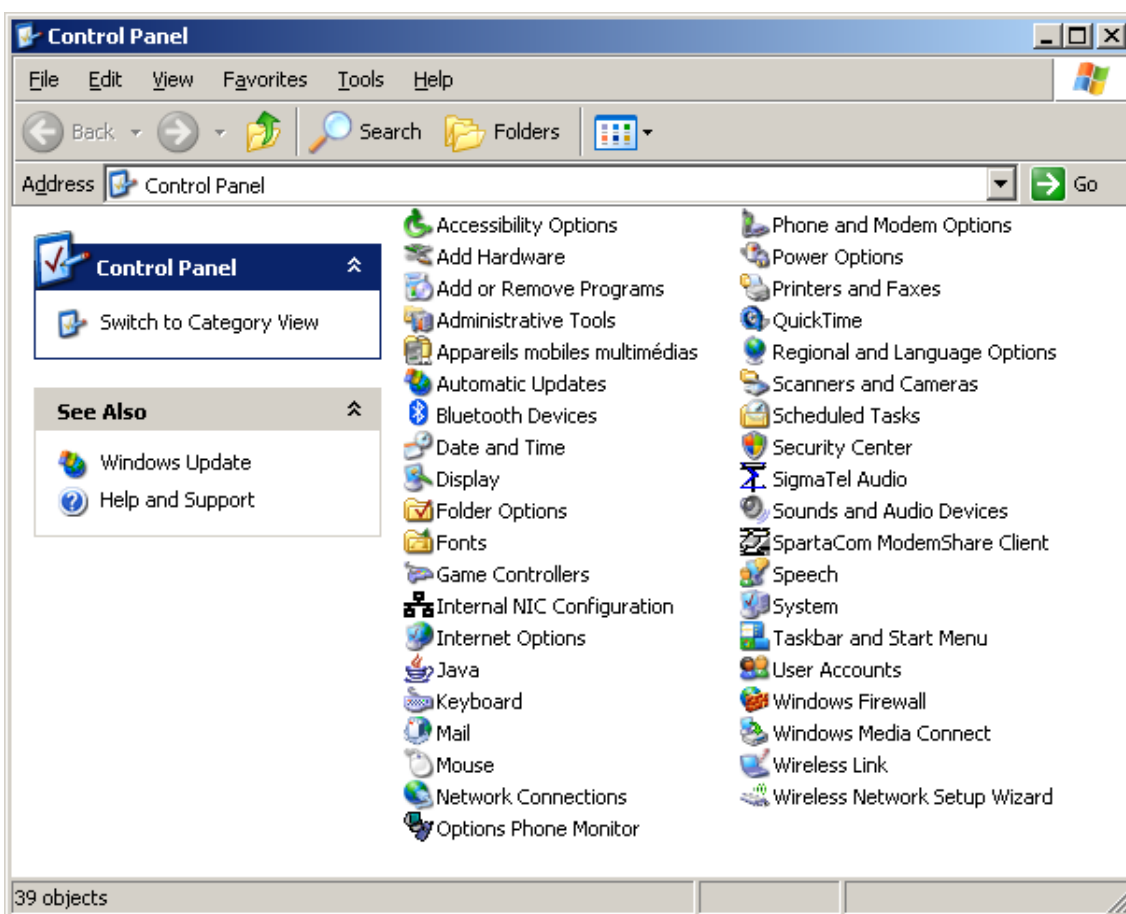 Control Panel
File Edit View Favorites Tools Help
Back Search Folders
Address Control Panel Go
Control Panel
Switch to Category View
See Also
Windows Update
Help and Support
Accessibility Options
Add Hardware
Add or Remove Programs
Administrative Tools
Appareils mobiles multimédias
Automatic Updates
Bluetooth Devices
Date and Time
Display
Folder Options
Fonts
Game Controllers
Internal NIC Configuration
Internet Options
Java
Keyboard
Mail
Mouse
Network Connections
Options Phone Monitor
Phone and Modem Options
Power Options
Printers and Faxes
QuickTime
Regional and Language Options
Scanners and Cameras
Scheduled Tasks
Security Center
SigmaTel Audio
Sounds and Audio Devices
SpartaCom ModemShare Client
Speech
System
Taskbar and Start Menu
User Accounts
Windows Firewall
Windows Media Connect
Wireless Link
Wireless Network Setup Wizard
39 objects